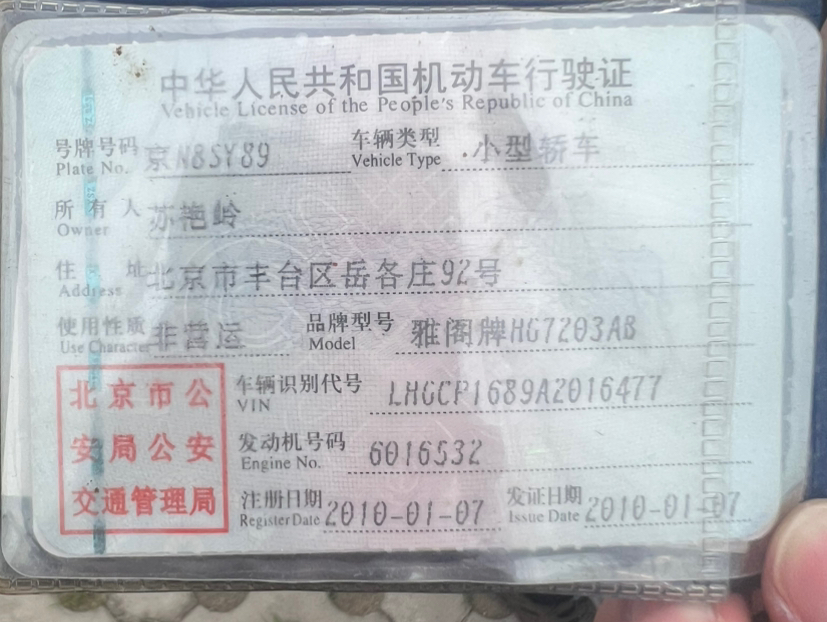 中华人民共和国机动车行驶证
Vehicle License of the People's Republic of China
号牌号码 京N8SY89 车辆类型 小型轿车
Plate No. Vehicle Type
所有人 苏艳岭
Owner
住址 北京市丰台区岳各庄92号
Address
使用性质 非营运 品牌型号 雅阁牌HG7203AB
Use Character Model
车辆识别代号 LHGCP1689A2016477
VIN
发动机号码 6016532
Engine No.
注册日期 2010-01-07 发证日期 2010-01-07
Register Date Issue Date
北京市公
安局公安
交通管理局